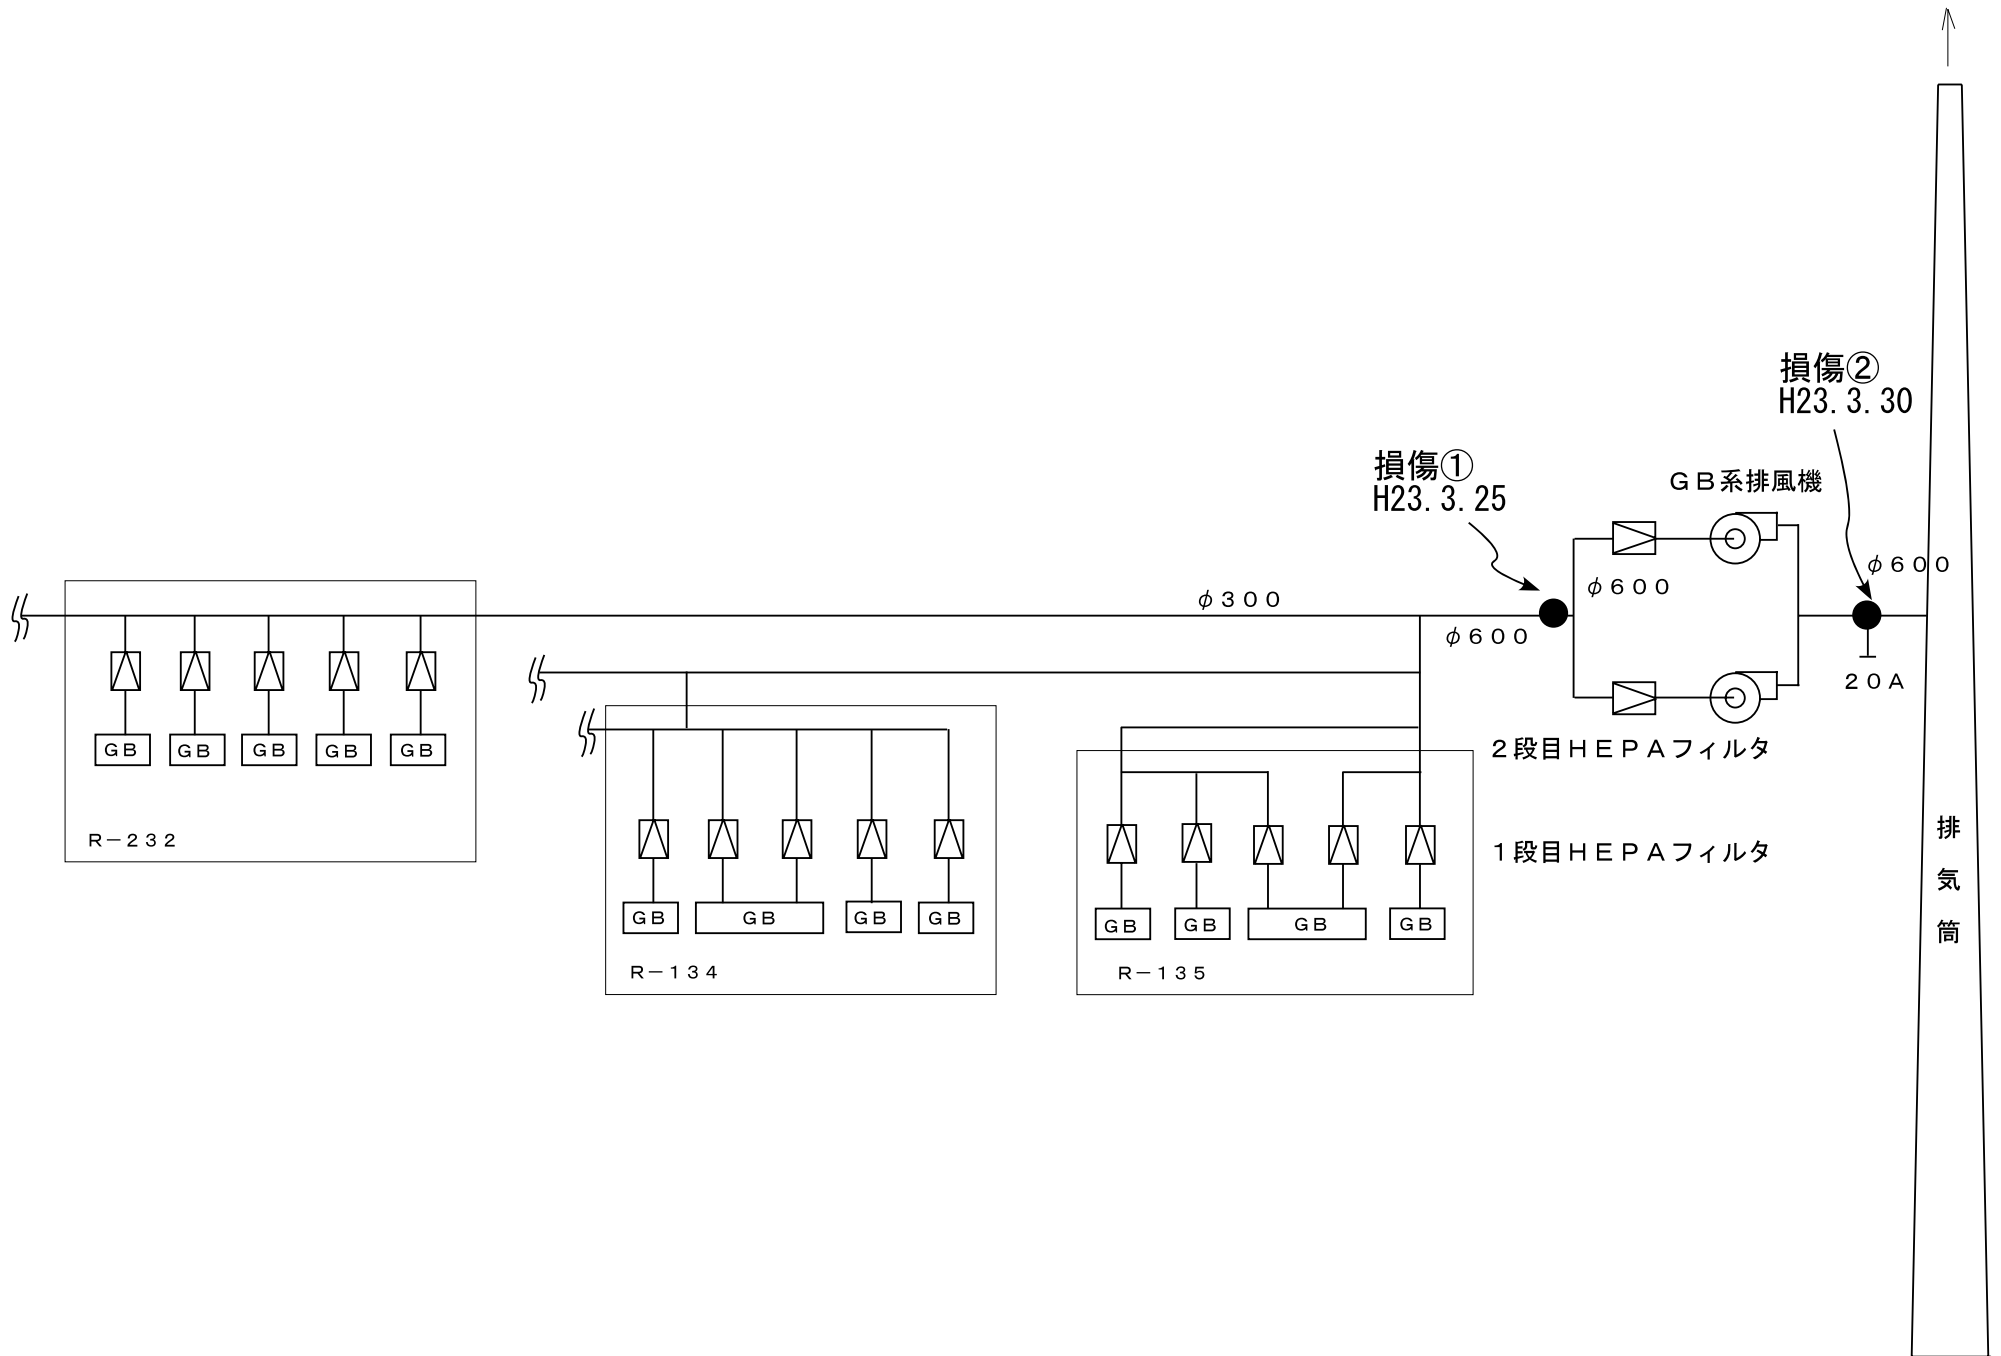 損傷②
H23.3.30
損傷①
H23.3.25
ＧＢ系排風機
φ６００
φ６００
φ３００
φ６００
２０Ａ
ＧＢ
ＧＢ
ＧＢ
ＧＢ
ＧＢ
２段目ＨＥＰＡフィルタ
Ｒ－２３２
１段目ＨＥＰＡフィルタ
排気筒
ＧＢ
ＧＢ
ＧＢ
ＧＢ
ＧＢ
ＧＢ
ＧＢ
ＧＢ
Ｒ－１３４
Ｒ－１３５